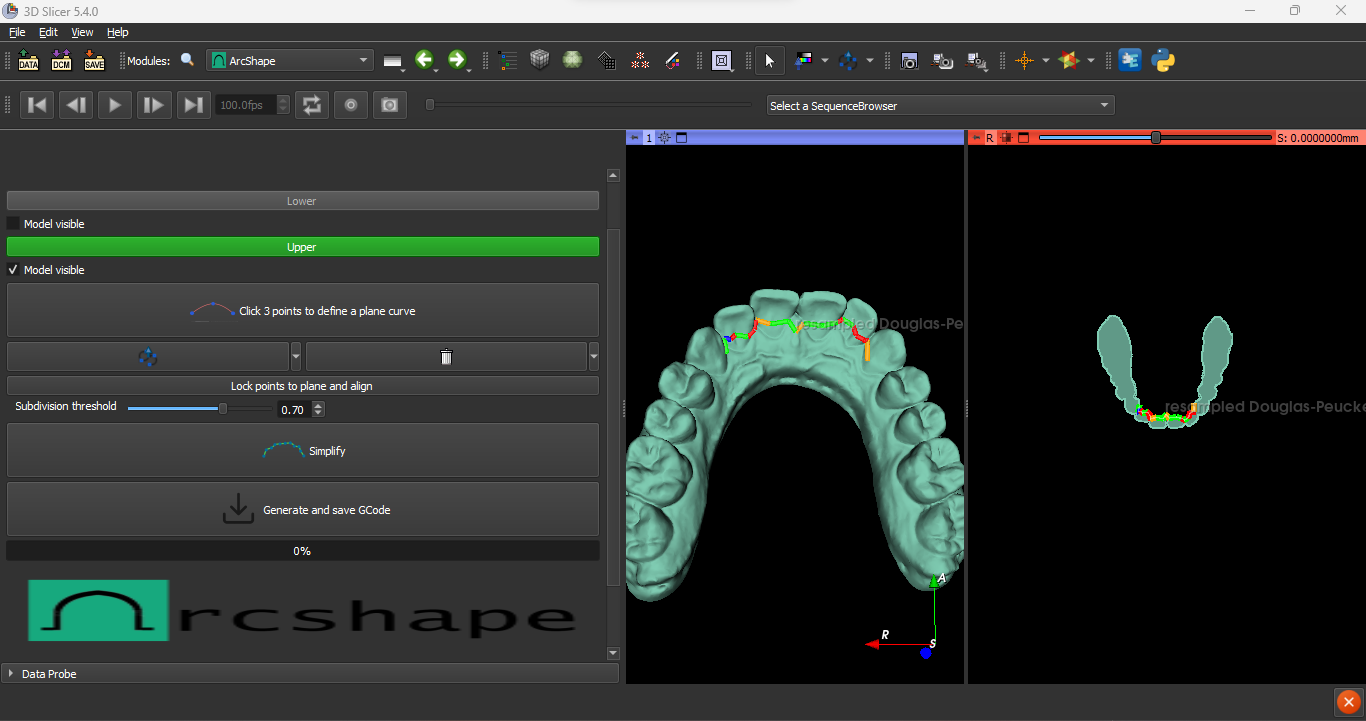 3D Slicer 5.4.0
File Edit View Help
DATA DCM SAVE Modules: ArcShape
100.0fps Select a SequenceBrowser
1 R S: 0.0000000mm
Lower
Model visible
Upper
Model visible
Click 3 points to define a plane curve
Lock points to plane and align
Subdivision threshold 0.70
Simplify
Generate and save GCode
0%
rcshape
Data Probe
resampled Douglas-Pe
A
R
S
resampled Douglas-Peucke